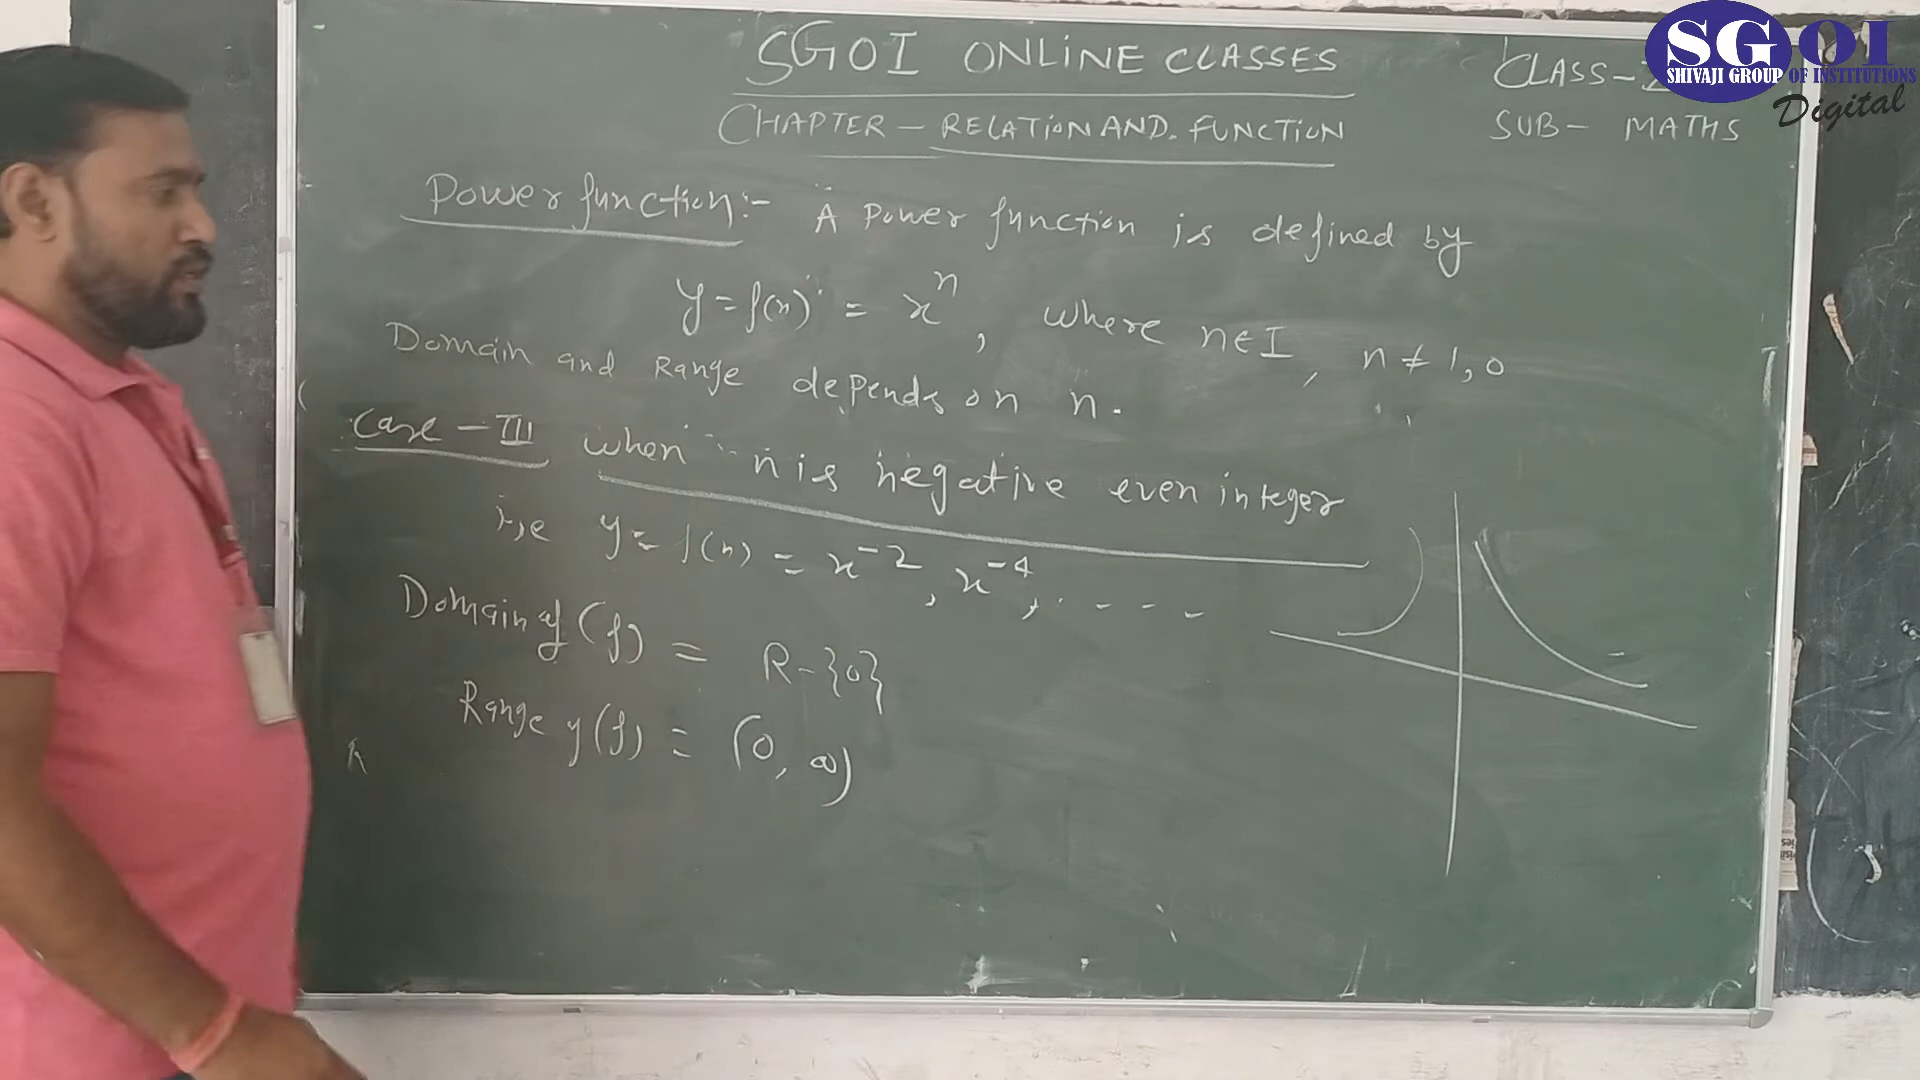 SGOI ONLINE CLASSES
CLASS-
SGOI
SHIVAJI GROUP OF INSTITUTIONS
Digital
CHAPTER - RELATION AND. FUNCTION
SUB - MATHS
Power function:- A Power function is defined by
y = f(x) = x^n, where n∈I, n ≠ 1, 0
Domain and Range depends on n.
Case - III when n is negative even integer
i,e y = f(x) = x^-2, x^-4, . - - -
Domain of (f) = R-{0}
Range of (f) = (0, ∞)